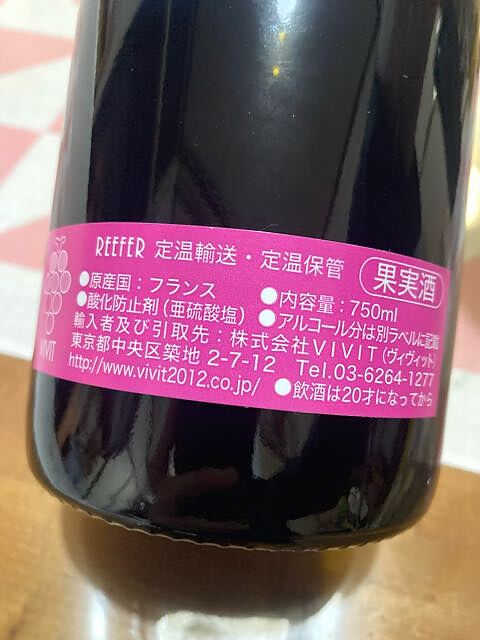 REEFER 定温輸送・定温保管 果実酒
●原産国：フランス ●内容量：750ml
●酸化防止剤（亜硫酸塩） ●アルコール分は別ラベルに記載
輸入者及び引取先：株式会社VIVIT（ヴィヴィット）
東京都中央区築地 2-7-12 Tel.03-6264-1277
http://www.vivit2012.co.jp/ ●飲酒は20才になってから
VIVIT